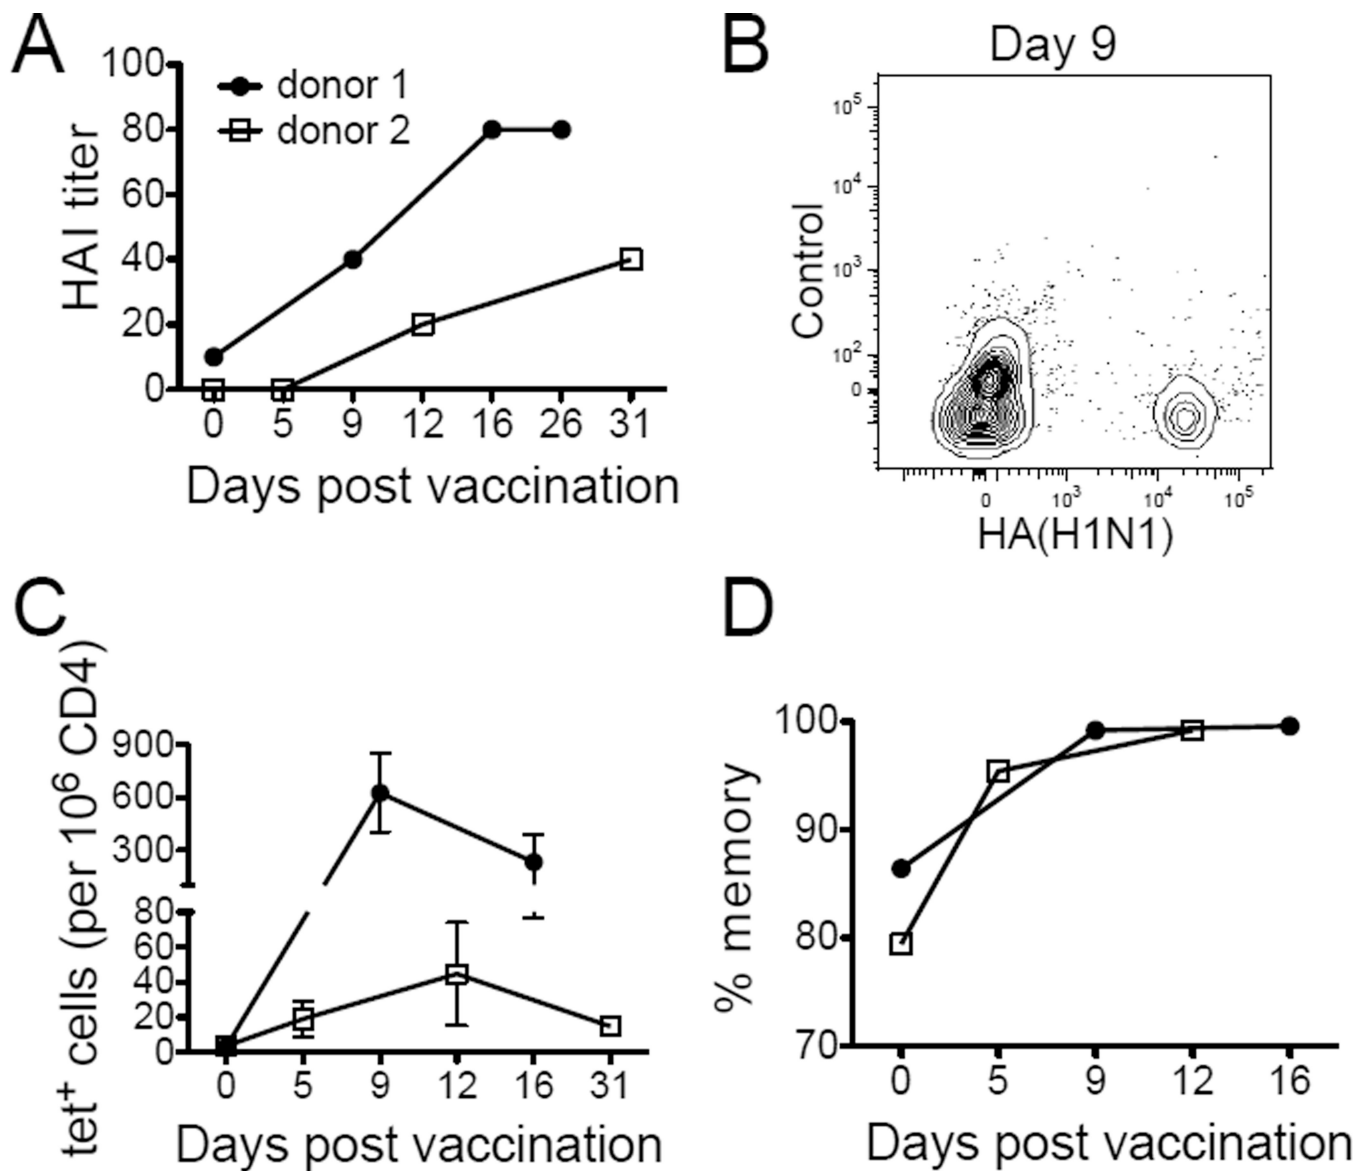 A
100
80
60
40
20
0
HAI titer
donor 1
donor 2
0 5 9 12 16 26 31
Days post vaccination
B
Day 9
Control
10⁵
10⁴
10³
10²
0
0 10³ 10⁴ 10⁵
HA(H1N1)
C
tet⁺ cells (per 10⁶ CD4)
900
600
300
80
60
40
20
0
0 5 9 12 16 31
Days post vaccination
D
% memory
100
90
80
70
0 5 9 12 16
Days post vaccination